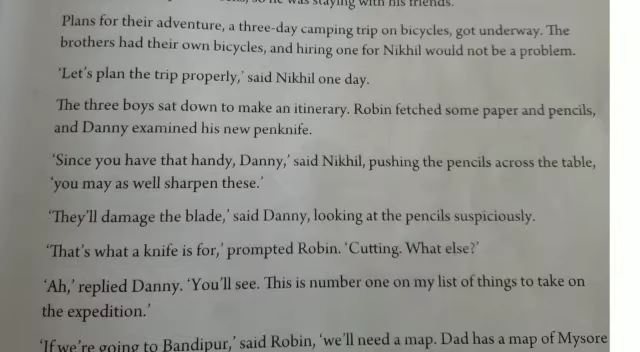 so he was staying with his friends.
Plans for their adventure, a three-day camping trip on bicycles, got underway. The
brothers had their own bicycles, and hiring one for Nikhil would not be a problem.
‘Let’s plan the trip properly,’ said Nikhil one day.
The three boys sat down to make an itinerary. Robin fetched some paper and pencils,
and Danny examined his new penknife.
‘Since you have that handy, Danny,’ said Nikhil, pushing the pencils across the table,
‘you may as well sharpen these.’
‘They’ll damage the blade,’ said Danny, looking at the pencils suspiciously.
‘That’s what a knife is for,’ prompted Robin. ‘Cutting. What else?’
‘Ah,’ replied Danny. ‘You’ll see. This is number one on my list of things to take on
the expedition.’
‘If we’re going to Bandipur,’ said Robin, ‘we’ll need a map. Dad has a map of Mysore